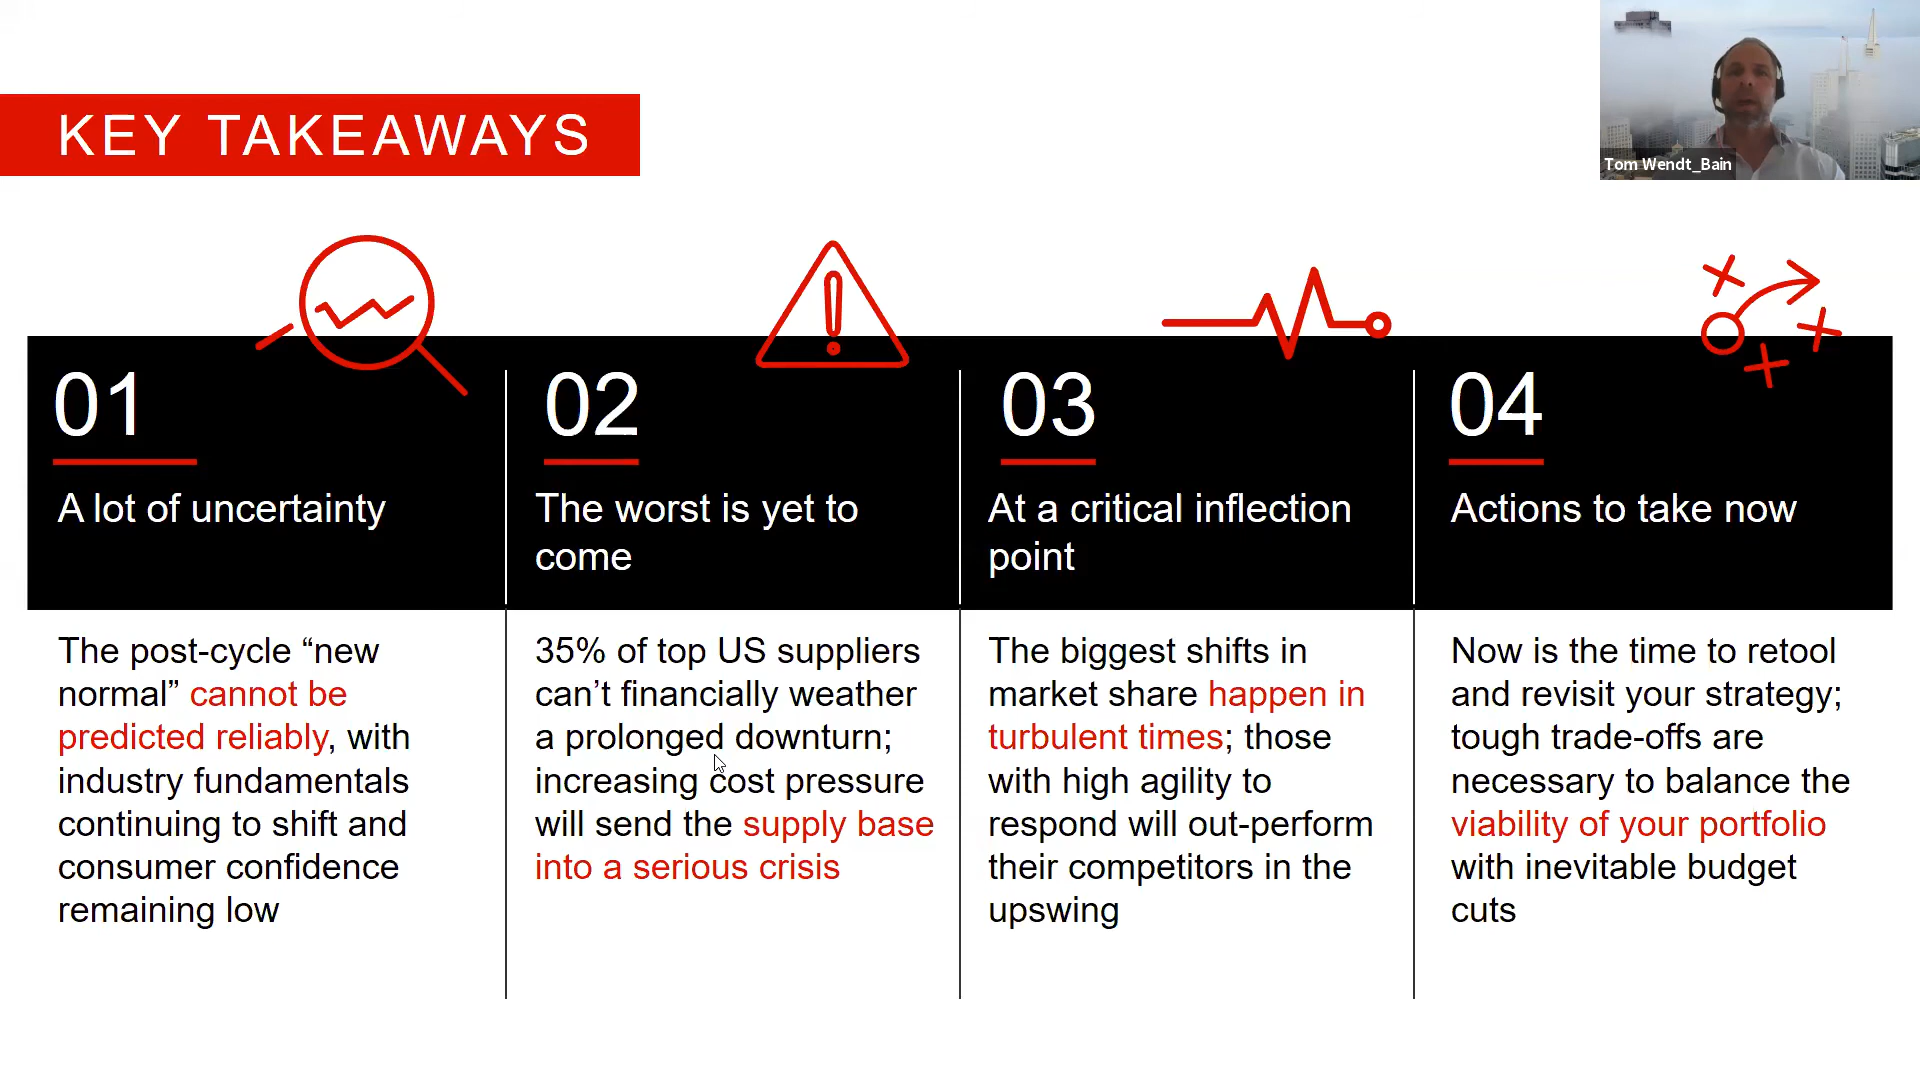 KEY TAKEAWAYS
Tom Wendt_Bain
01
A lot of uncertainty
The post-cycle “new
normal” cannot be
predicted reliably, with
industry fundamentals
continuing to shift and
consumer confidence
remaining low
02
The worst is yet to
come
35% of top US suppliers
can’t financially weather
a prolonged downturn;
increasing cost pressure
will send the supply base
into a serious crisis
03
At a critical inflection
point
The biggest shifts in
market share happen in
turbulent times; those
with high agility to
respond will out-perform
their competitors in the
upswing
04
Actions to take now
Now is the time to retool
and revisit your strategy;
tough trade-offs are
necessary to balance the
viability of your portfolio
with inevitable budget
cuts